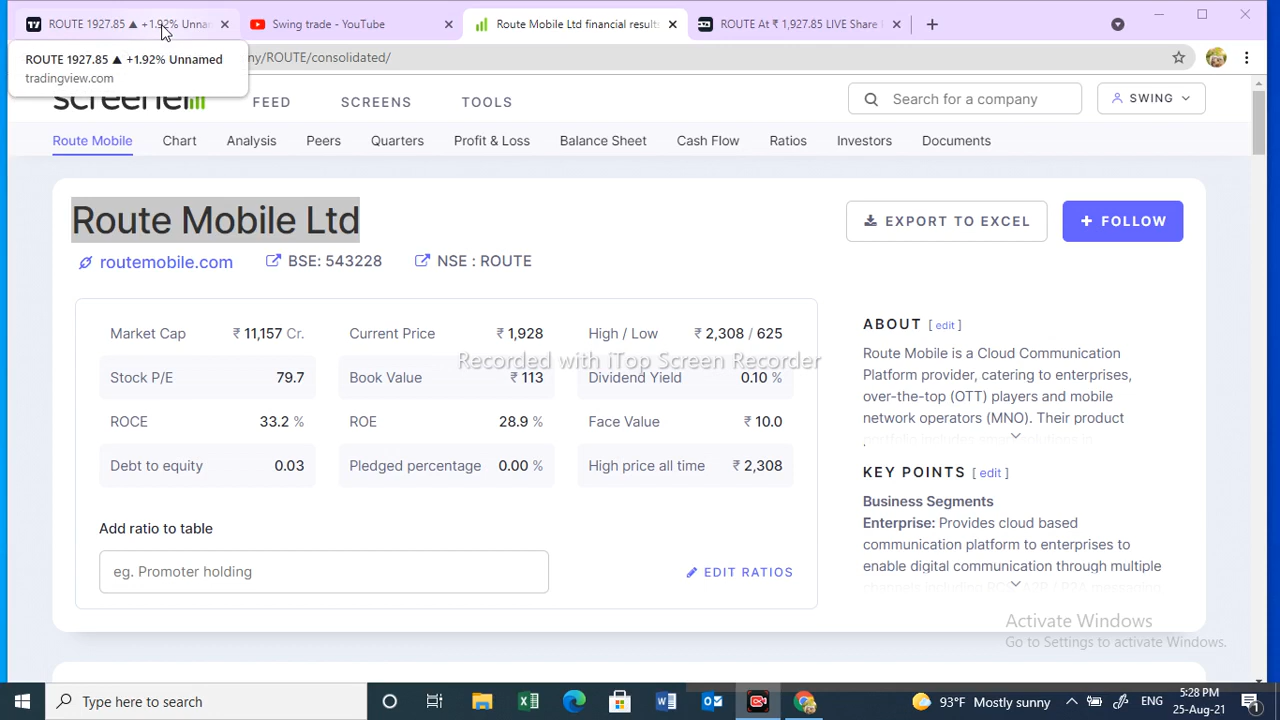 ROUTE 1927.85 ▲ +1.92% Unnar
Swing trade - YouTube
Route Mobile Ltd financial results
ROUTE At ₹ 1,927.85 LIVE Share
ROUTE 1927.85 ▲ +1.92% Unnamed
tradingview.com
ny/ROUTE/consolidated/
screener
FEED
SCREENS
TOOLS
Search for a company
SWING
Route Mobile
Chart
Analysis
Peers
Quarters
Profit & Loss
Balance Sheet
Cash Flow
Ratios
Investors
Documents
Route Mobile Ltd
EXPORT TO EXCEL
+ FOLLOW
routemobile.com
BSE: 543228
NSE : ROUTE
Market Cap ₹ 11,157 Cr.
Current Price ₹ 1,928
High / Low ₹ 2,308 / 625
Stock P/E 79.7
Book Value ₹ 113
Dividend Yield 0.10 %
ROCE 33.2 %
ROE 28.9 %
Face Value ₹ 10.0
Debt to equity 0.03
Pledged percentage 0.00 %
High price all time ₹ 2,308
Add ratio to table
eg. Promoter holding
EDIT RATIOS
ABOUT [ edit ]
Route Mobile is a Cloud Communication
Platform provider, catering to enterprises,
over-the-top (OTT) players and mobile
network operators (MNO). Their product
KEY POINTS [ edit ]
Business Segments
Enterprise: Provides cloud based
communication platform to enterprises to
enable digital communication through multiple
Recorded with iTop Screen Recorder
Activate Windows
Go to Settings to activate Windows.
Type here to search
93°F Mostly sunny
ENG
5:28 PM
25-Aug-21
1